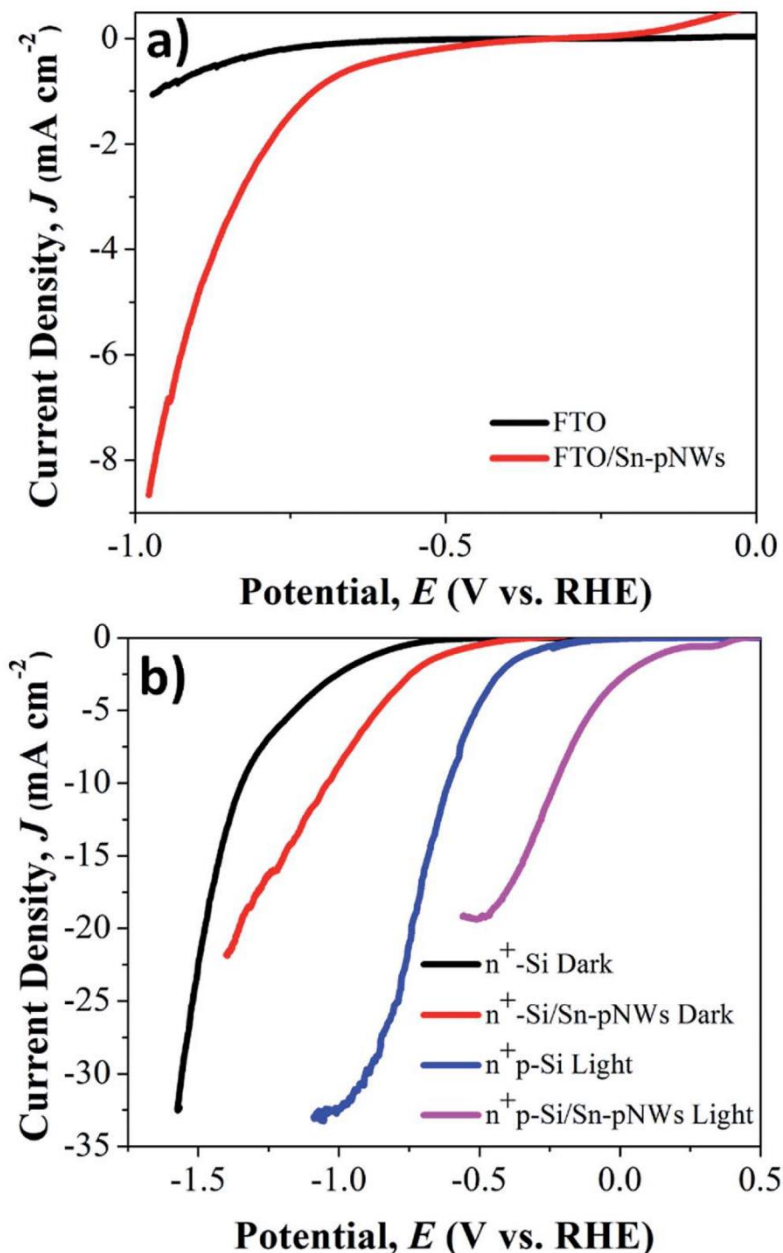 a)
Current Density, J (mA cm-2)
0
-2
-4
-6
-8
FTO
FTO/Sn-pNWs
-1.0 -0.5 0.0
Potential, E (V vs. RHE)
b)
Current Density, J (mA cm-2)
0
-5
-10
-15
-20
-25
-30
-35
n+-Si Dark
n+-Si/Sn-pNWs Dark
n+p-Si Light
n+p-Si/Sn-pNWs Light
-1.5 -1.0 -0.5 0.0 0.5
Potential, E (V vs. RHE)